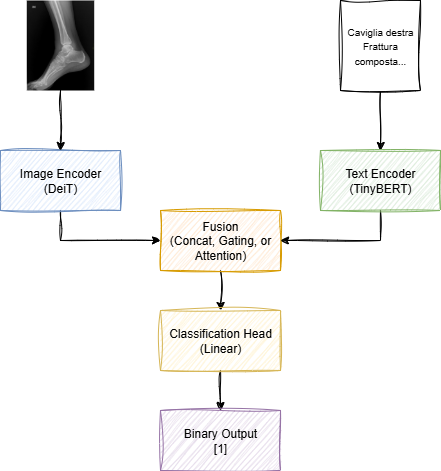 Caviglia destra
Frattura
composta...
Image Encoder
(DeiT)
Text Encoder
(TinyBERT)
Fusion
(Concat, Gating, or
Attention)
Classification Head
(Linear)
Binary Output
[1]